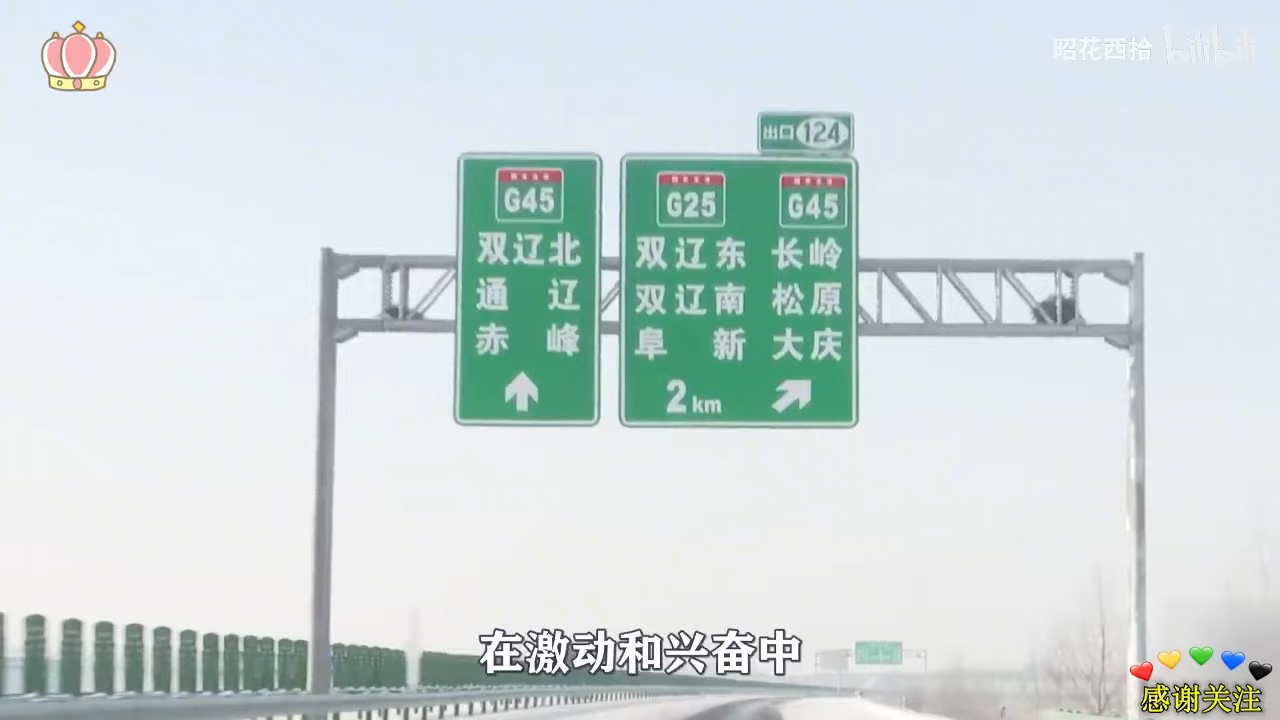 昭花西拾 bilibili
出口 124
G45
双辽北
通辽
赤峰
G25 G45
双辽东 长岭
双辽南 松原
阜新 大庆
2km
在激动和兴奋中
感谢关注